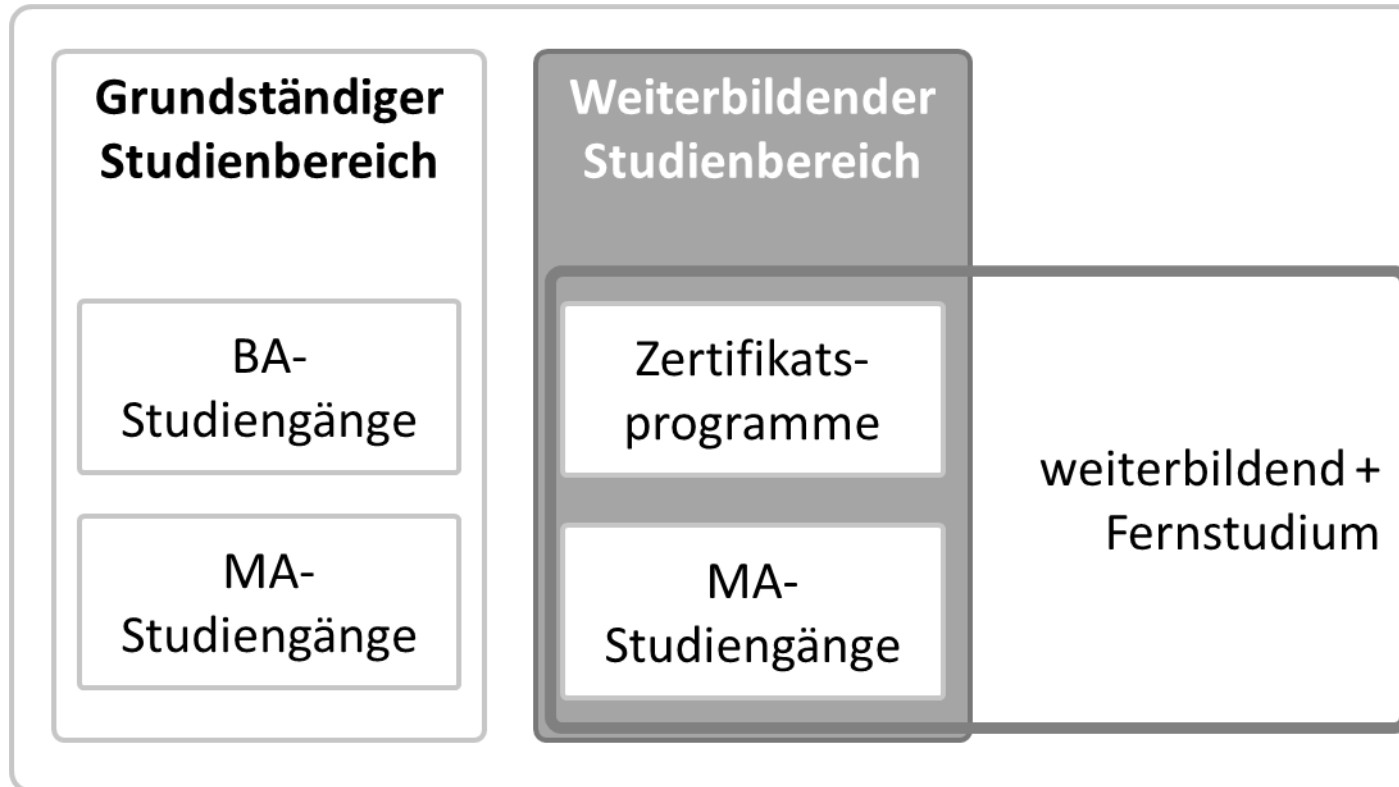 Grundständiger
Studienbereich
BA-
Studiengänge
MA-
Studiengänge
Weiterbildender
Studienbereich
Zertifikats-
programme
MA-
Studiengänge
weiterbildend +
Fernstudium